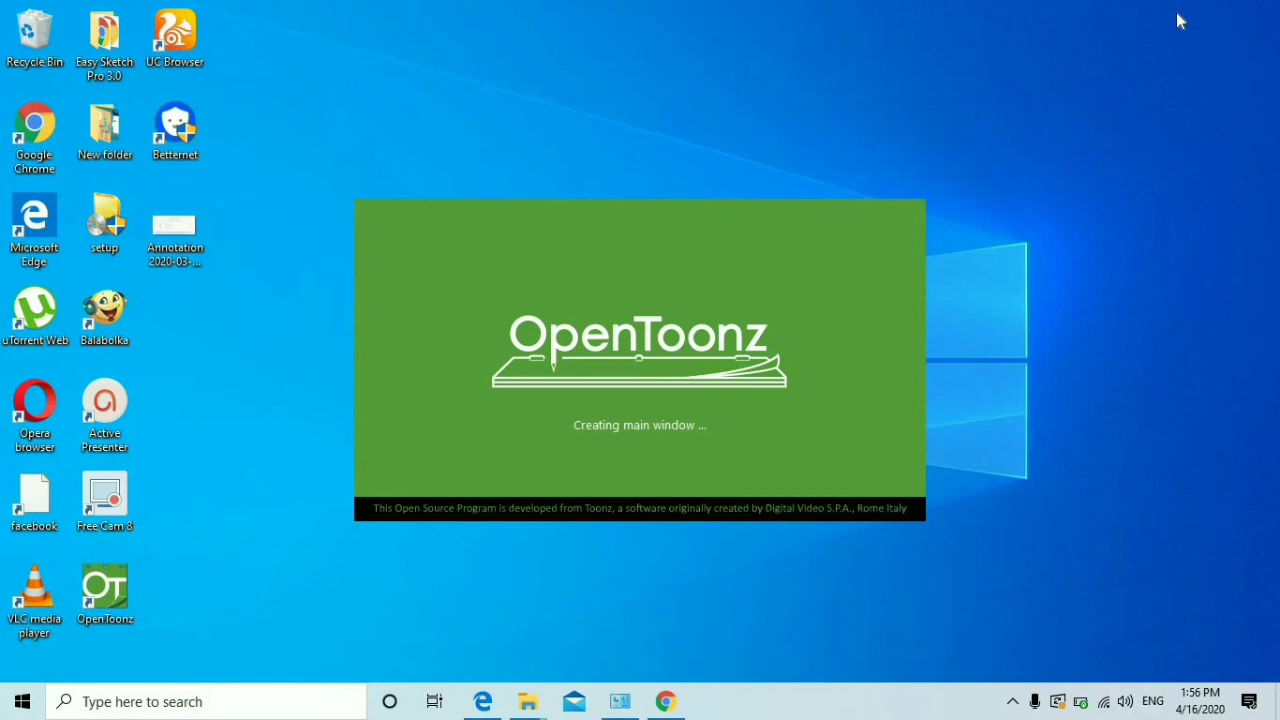 Recycle Bin
Easy Sketch
Pro 3.0
UC Browser
Google
Chrome
New folder
Betternet
Microsoft
Edge
setup
Annotation
2020-03-...
uTorrent Web
Balabolka
Opera
browser
Active
Presenter
facebook
Free Cam 8
VLC media
player
OT
OpenToonz
OpenToonz
Creating main window ...
This Open Source Program is developed from Toonz, a software originally created by Digital Video S.P.A., Rome Italy
Type here to search
ENG
1:56 PM
4/16/2020